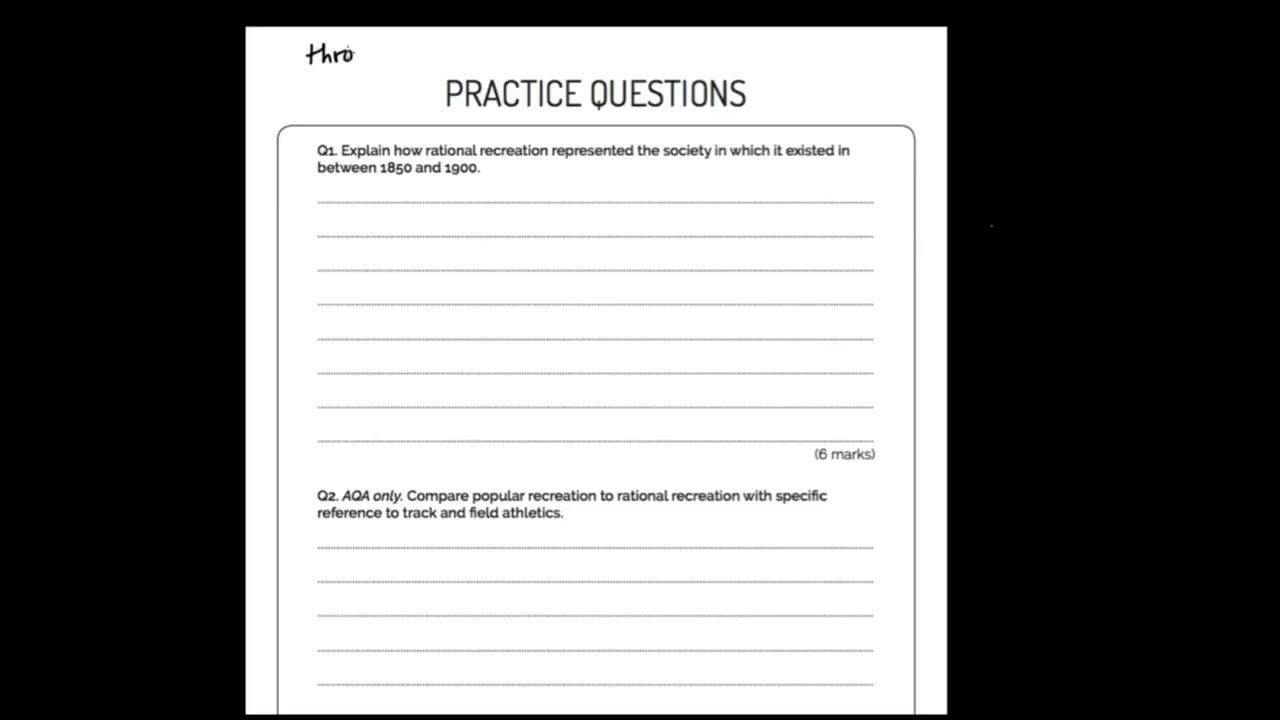 thro
PRACTICE QUESTIONS
Q1. Explain how rational recreation represented the society in which it existed in
between 1850 and 1900.
(6 marks)
Q2. AQA only. Compare popular recreation to rational recreation with specific
reference to track and field athletics.